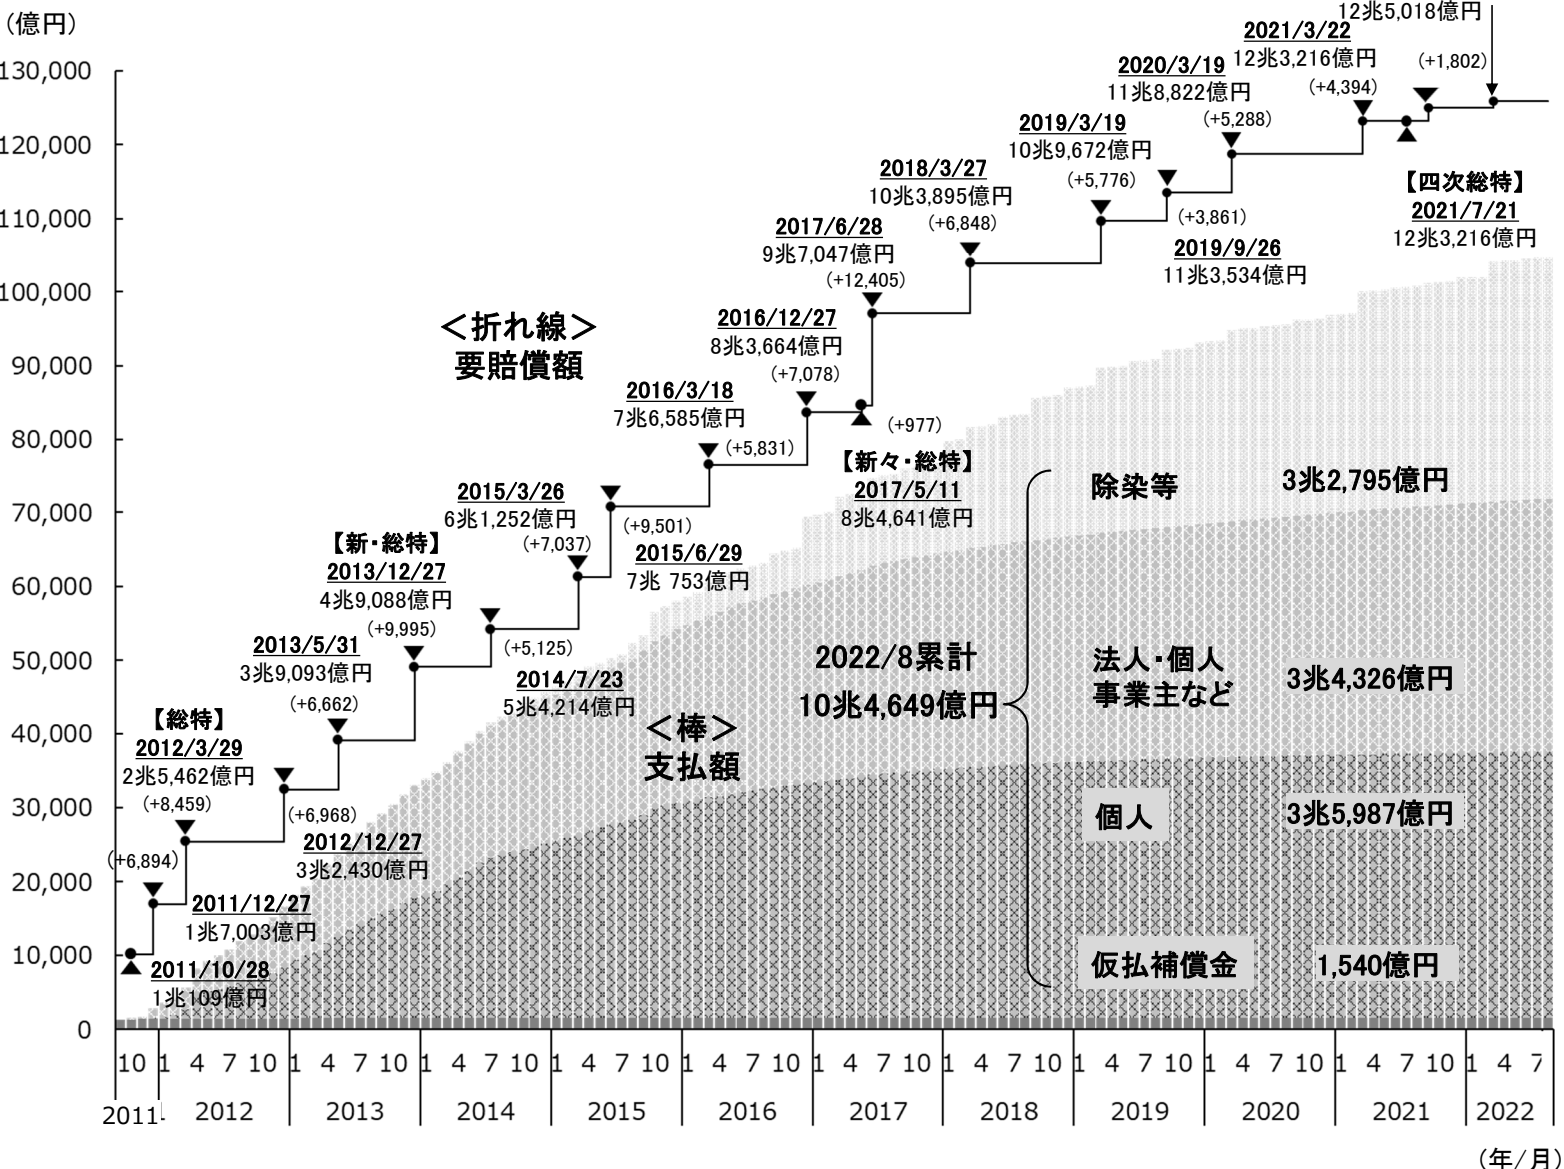 （億円）
130,000
120,000
110,000
100,000
90,000
80,000
70,000
60,000
50,000
40,000
30,000
20,000
10,000
0
2011/10/28
1兆109億円
2011/12/27
1兆7,003億円
(+6,894)
【総特】
2012/3/29
2兆5,462億円
(+8,459)
(+6,968)
2012/12/27
3兆2,430億円
2013/5/31
3兆9,093億円
(+6,662)
【新・総特】
2013/12/27
4兆9,088億円
(+9,995)
(+5,125)
2014/7/23
5兆4,214億円
2015/3/26
6兆1,252億円
(+7,037)
(+9,501)
2015/6/29
7兆 753億円
2016/3/18
7兆6,585億円
(+5,831)
2016/12/27
8兆3,664億円
(+7,078)
(+977)
【新々・総特】
2017/5/11
8兆4,641億円
2017/6/28
9兆7,047億円
(+12,405)
2018/3/27
10兆3,895億円
(+6,848)
2019/3/19
10兆9,672億円
(+5,776)
(+3,861)
2019/9/26
11兆3,534億円
2020/3/19
11兆8,822億円
(+5,288)
2021/3/22
12兆3,216億円
(+4,394)
【四次総特】
2021/7/21
12兆3,216億円
(+1,802)
12兆5,018億円
＜折れ線＞
要賠償額
＜棒＞
支払額
2022/8累計
10兆4,649億円
除染等 3兆2,795億円
法人・個人
事業主など 3兆4,326億円
個人 3兆5,987億円
仮払補償金 1,540億円
10 1 4 7 10 1 4 7 10 1 4 7 10 1 4 7 10 1 4 7 10 1 4 7 10 1 4 7 10 1 4 7 10 1 4 7 10 1 4 7 10 1 4 7
2011 2012 2013 2014 2015 2016 2017 2018 2019 2020 2021 2022
（年/月）